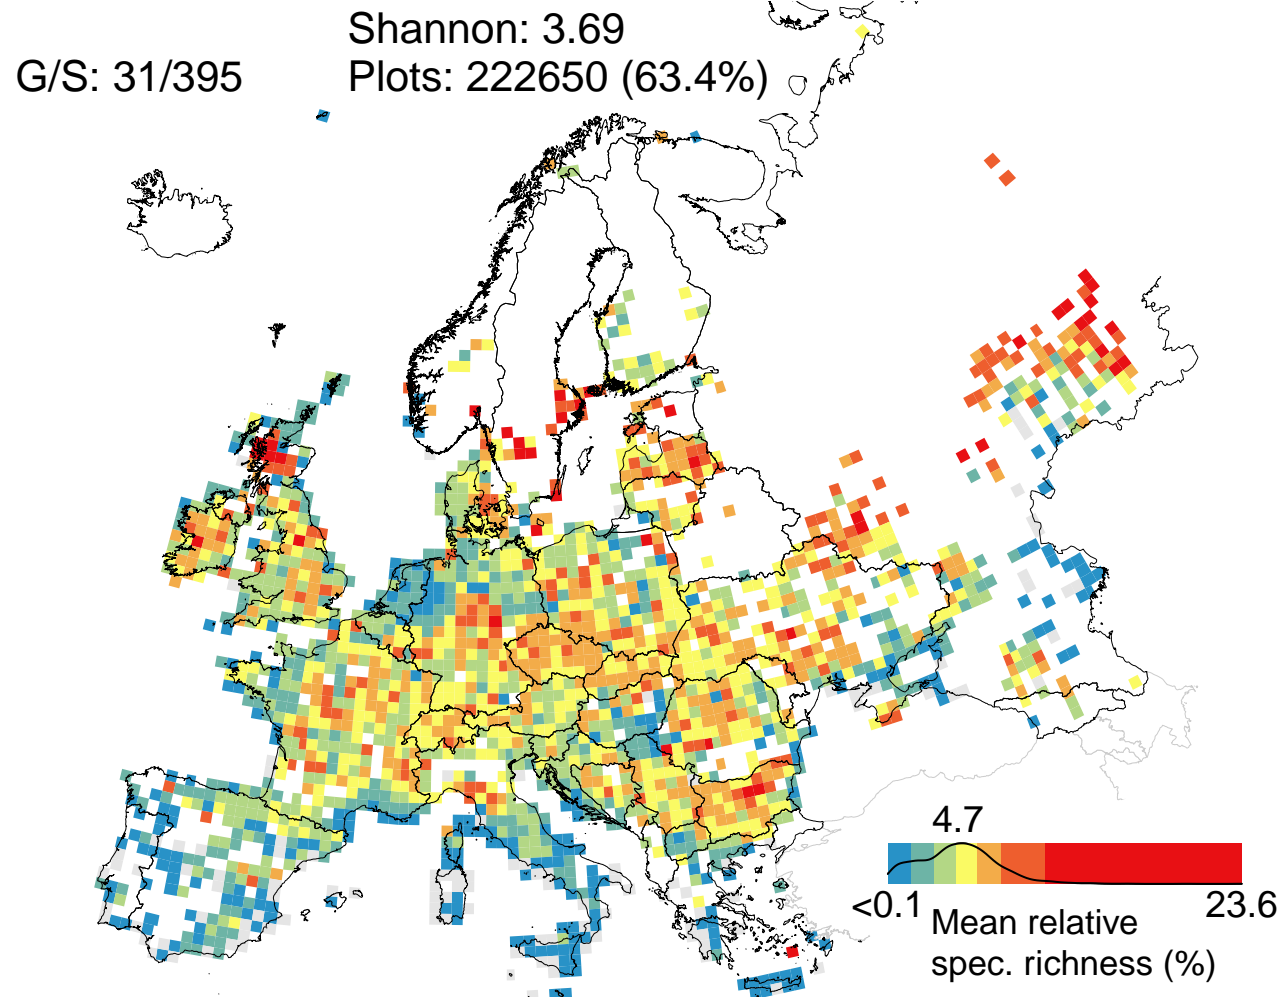 Shannon: 3.69
G/S: 31/395
Plots: 222650 (63.4%)
4.7
<0.1
23.6
Mean relative
spec. richness (%)